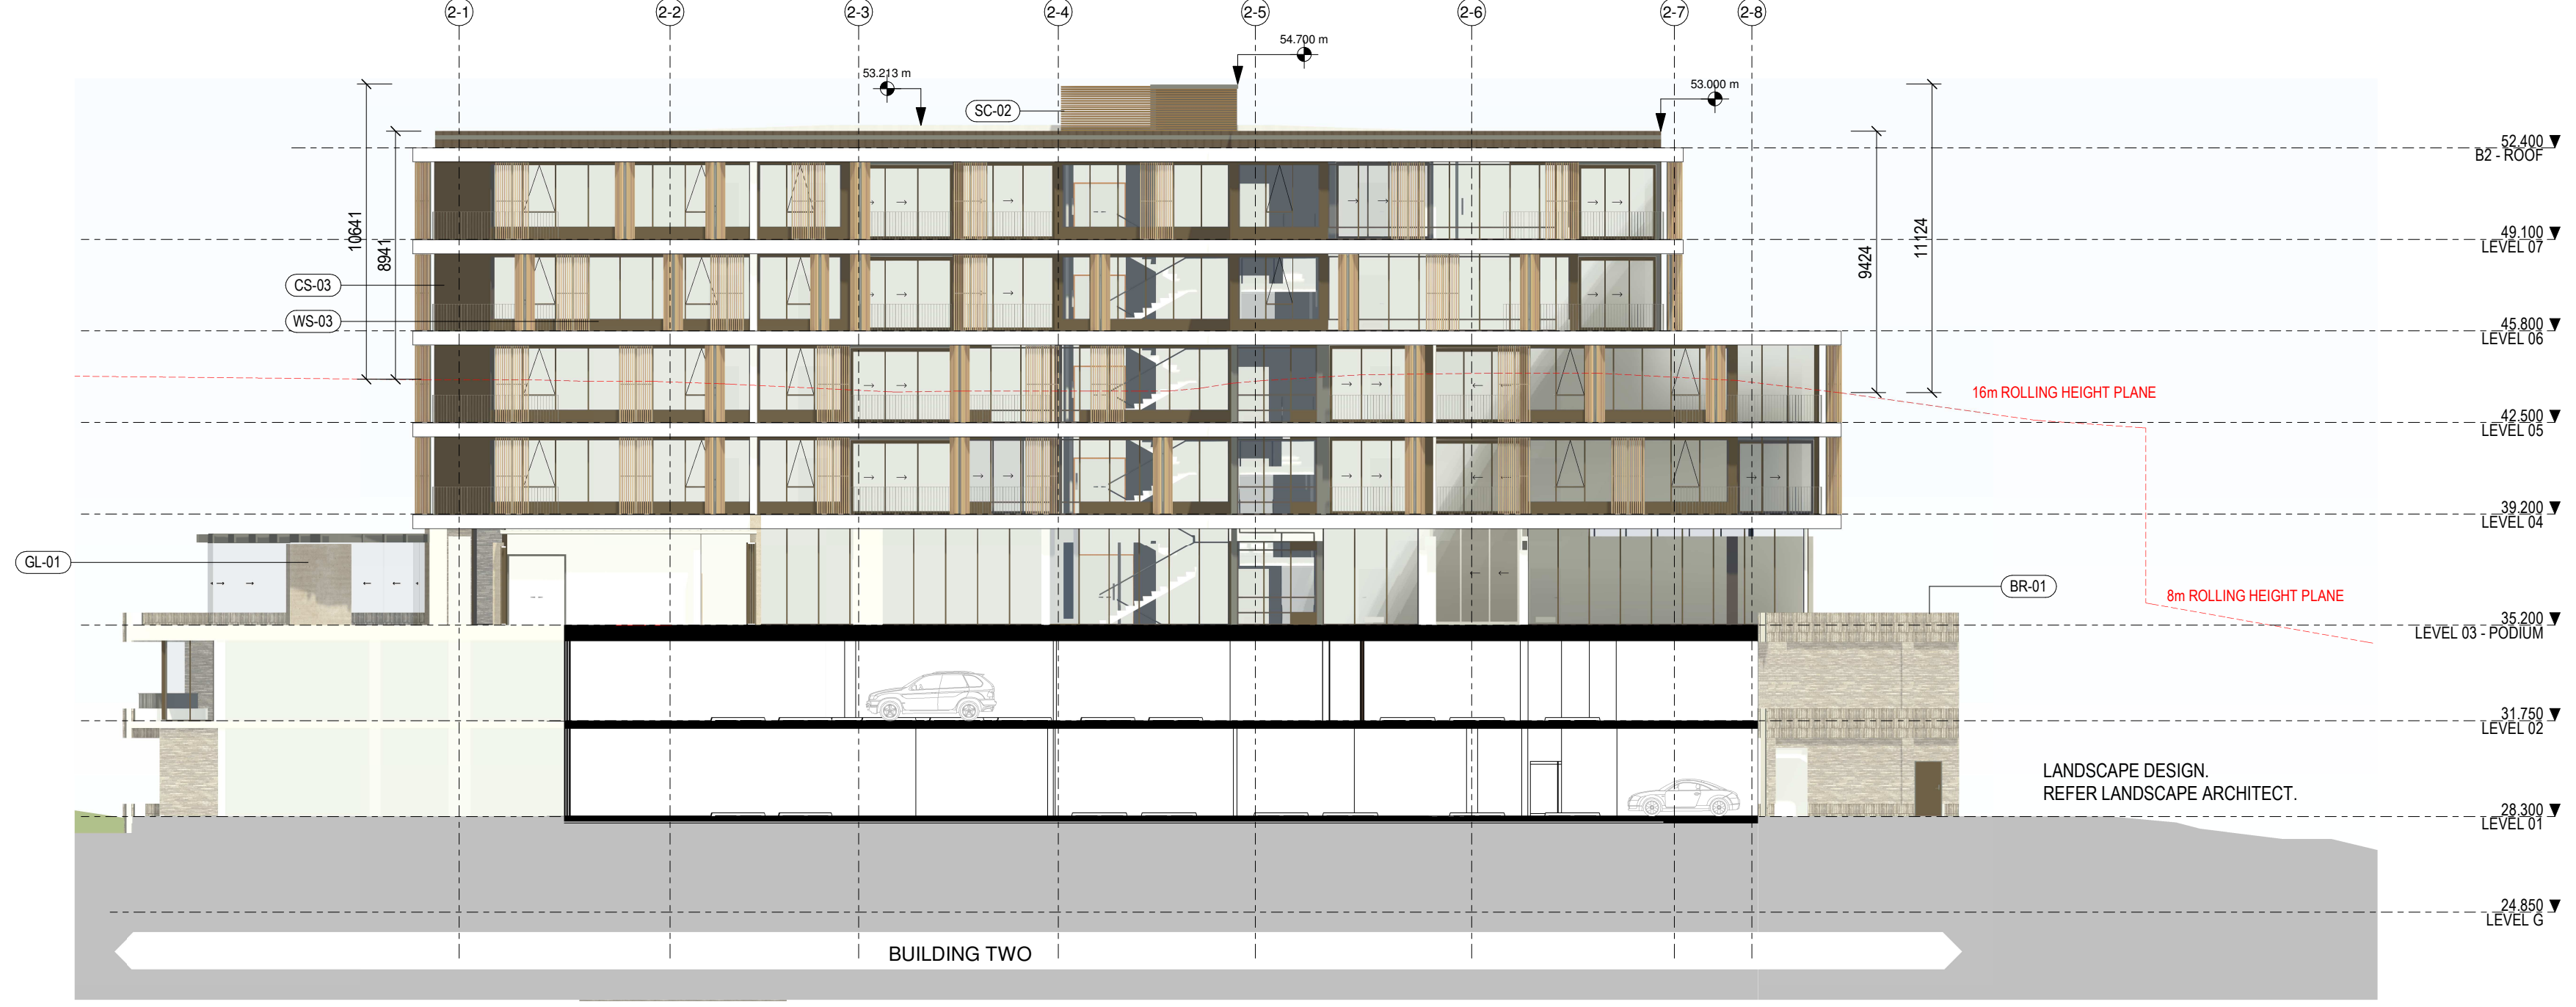 2-1
2-2
2-3
2-4
2-5
2-6
2-7
2-8
54.700 m
53.213 m
53.000 m
SC-02
52.400
B2 - ROOF
10641
8941
9424
11124
49.100
LEVEL 07
CS-03
WS-03
45.800
LEVEL 06
16m ROLLING HEIGHT PLANE
42.500
LEVEL 05
39.200
LEVEL 04
GL-01
BR-01
8m ROLLING HEIGHT PLANE
35.200
LEVEL 03 - PODIUM
31.750
LEVEL 02
LANDSCAPE DESIGN.
REFER LANDSCAPE ARCHITECT.
28.300
LEVEL 01
24.850
LEVEL G
BUILDING TWO